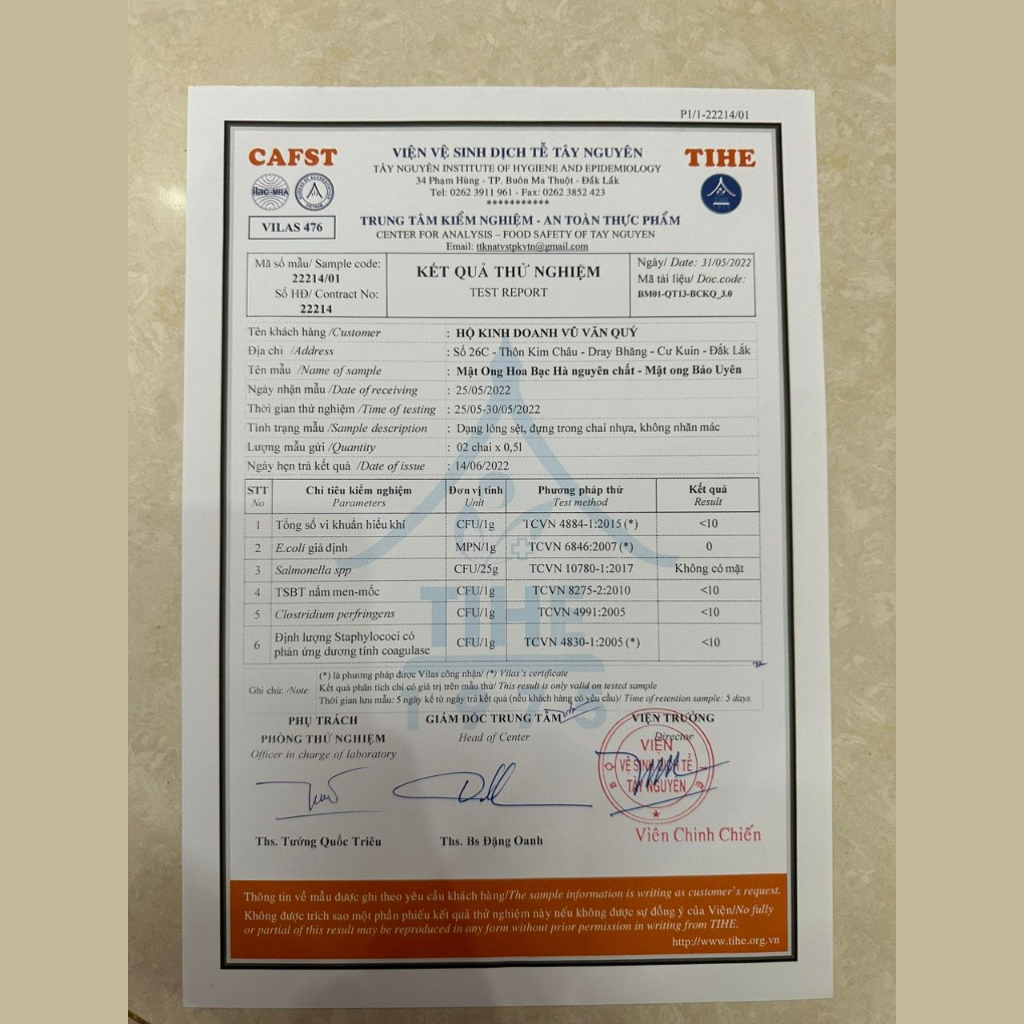 P1/1-22214/01
CAFST
VIỆN VỆ SINH DỊCH TỄ TÂY NGUYÊN
TIHE
TÂY NGUYÊN INSTITUTE OF HYGIENE AND EPIDEMIOLOGY
34 Phạm Hùng - TP. Buôn Ma Thuột - Đắk Lắk
ilac-MRA
Tel: 0262 3911 961 - Fax: 0262 3852 423
***********
VILAS 476
TRUNG TÂM KIỂM NGHIỆM - AN TOÀN THỰC PHẨM
CENTER FOR ANALYSIS – FOOD SAFETY OF TAY NGUYEN
Email: ttknatvstpkvtn@gmail.com
Mã số mẫu/ Sample code:
22214/01
Số HĐ/ Contract No:
22214
KẾT QUẢ THỬ NGHIỆM
TEST REPORT
Ngày/ Date: 31/05/2022
Mã tài liệu/ Doc.code:
BM01-QT13-BCKQ_3.0
Tên khách hàng /Customer : HỘ KINH DOANH VŨ VĂN QUÝ
Địa chỉ /Address : Số 26C - Thôn Kim Châu - Dray Bhăng - Cư Kuin - Đắk Lắk
Tên mẫu /Name of sample : Mật Ong Hoa Bạc Hà nguyên chất - Mật ong Bảo Uyên
Ngày nhận mẫu /Date of receiving : 25/05/2022
Thời gian thử nghiệm /Time of testing : 25/05-30/05/2022
Tình trạng mẫu /Sample description : Dạng lỏng sệt, đựng trong chai nhựa, không nhãn mác
Lượng mẫu gửi /Quantity : 02 chai x 0,5l
Ngày hẹn trả kết quả /Date of issue : 14/06/2022
STT Chỉ tiêu kiểm nghiệm Đơn vị tính Phương pháp thử Kết quả
No Parameters Unit Test method Result
1 Tổng số vi khuẩn hiếu khí CFU/1g TCVN 4884-1:2015 (*) <10
2 E.coli giả định MPN/1g TCVN 6846:2007 (*) 0
3 Salmonella spp CFU/25g TCVN 10780-1:2017 Không có mặt
4 TSBT nấm men-mốc CFU/1g TCVN 8275-2:2010 <10
5 Clostridium perfringens CFU/1g TCVN 4991:2005 <10
6 Định lượng Staphylococi có phản ứng dương tính coagulase CFU/1g TCVN 4830-1:2005 (*) <10
TIHE
1975
Ghi chú: /Note:
(*) là phương pháp được Vilas công nhận/ (*) Vilas's certificate
Kết quả phân tích chỉ có giá trị trên mẫu thử/ This result is only valid on tested sample
Thời gian lưu mẫu: 5 ngày kể từ ngày trả kết quả (nếu khách hàng có yêu cầu)/ Time of retention sample: 5 days
PHỤ TRÁCH
PHÒNG THỬ NGHIỆM
Officer in charge of laboratory
GIÁM ĐỐC TRUNG TÂM
Head of Center
VIỆN TRƯỞNG
Director
VIỆN
VỆ SINH DỊCH TỄ
TÂY NGUYÊN
Ths. Tưởng Quốc Triêu
Ths. Bs Đặng Oanh
Viên Chinh Chiến
Thông tin về mẫu được ghi theo yêu cầu khách hàng/The sample information is writing as customer's request.
Không được trích sao một phần phiếu kết quả thử nghiệm này nếu không được sự đồng ý của Viện/No fully
or partial of this result may be reproduced in any form without prior permission in writing from TIHE.
http://www.tihe.org.vn